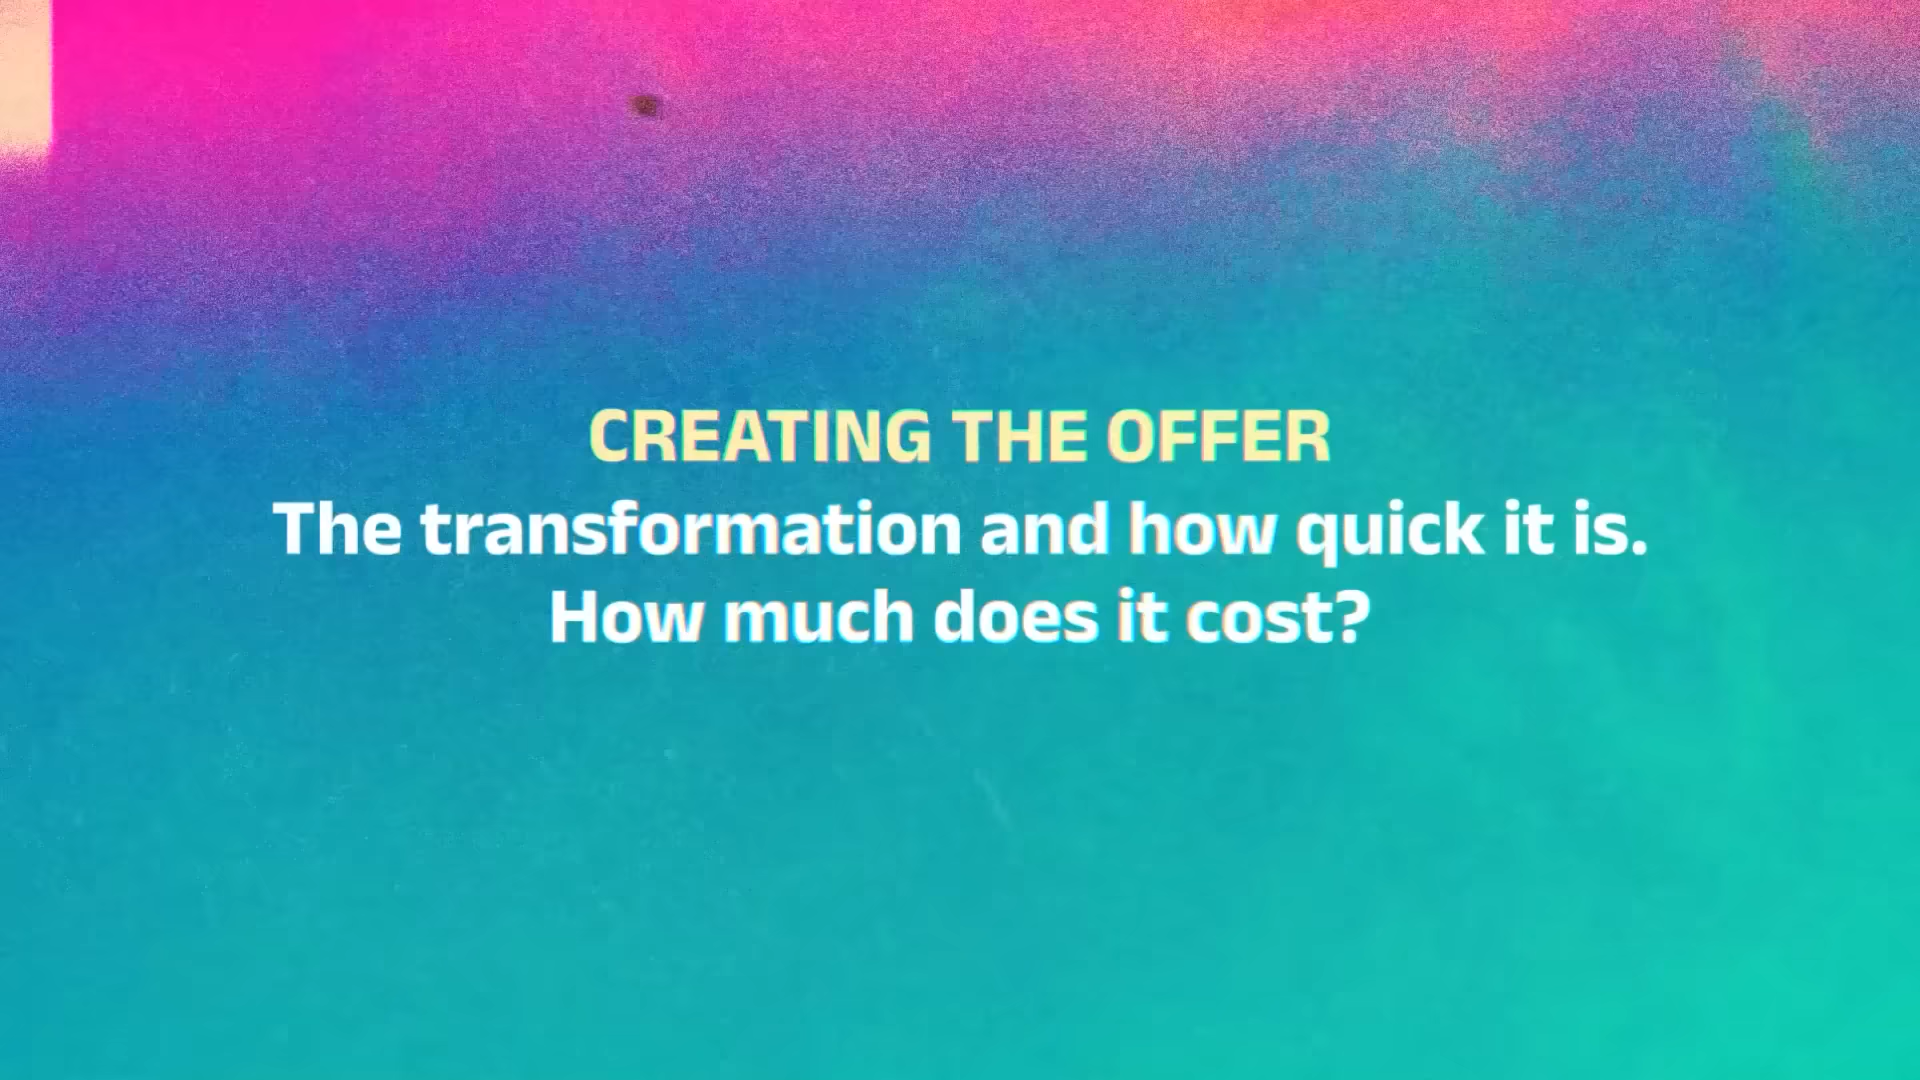 CREATING THE OFFER
The transformation and how quick it is.
How much does it cost?